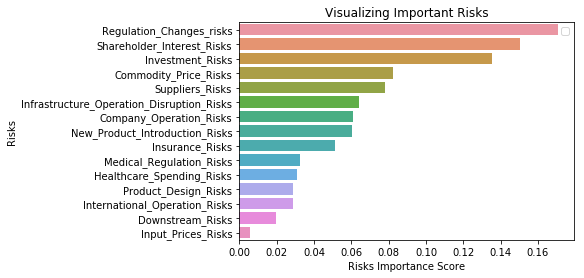 Visualizing Important Risks
Regulation_Changes_risks
Shareholder_Interest_Risks
Investment_Risks
Commodity_Price_Risks
Suppliers_Risks
Infrastructure_Operation_Disruption_Risks
Company_Operation_Risks
New_Product_Introduction_Risks
Insurance_Risks
Medical_Regulation_Risks
Healthcare_Spending_Risks
Product_Design_Risks
International_Operation_Risks
Downstream_Risks
Input_Prices_Risks
Risks
0.00 0.02 0.04 0.06 0.08 0.10 0.12 0.14 0.16
Risks Importance Score